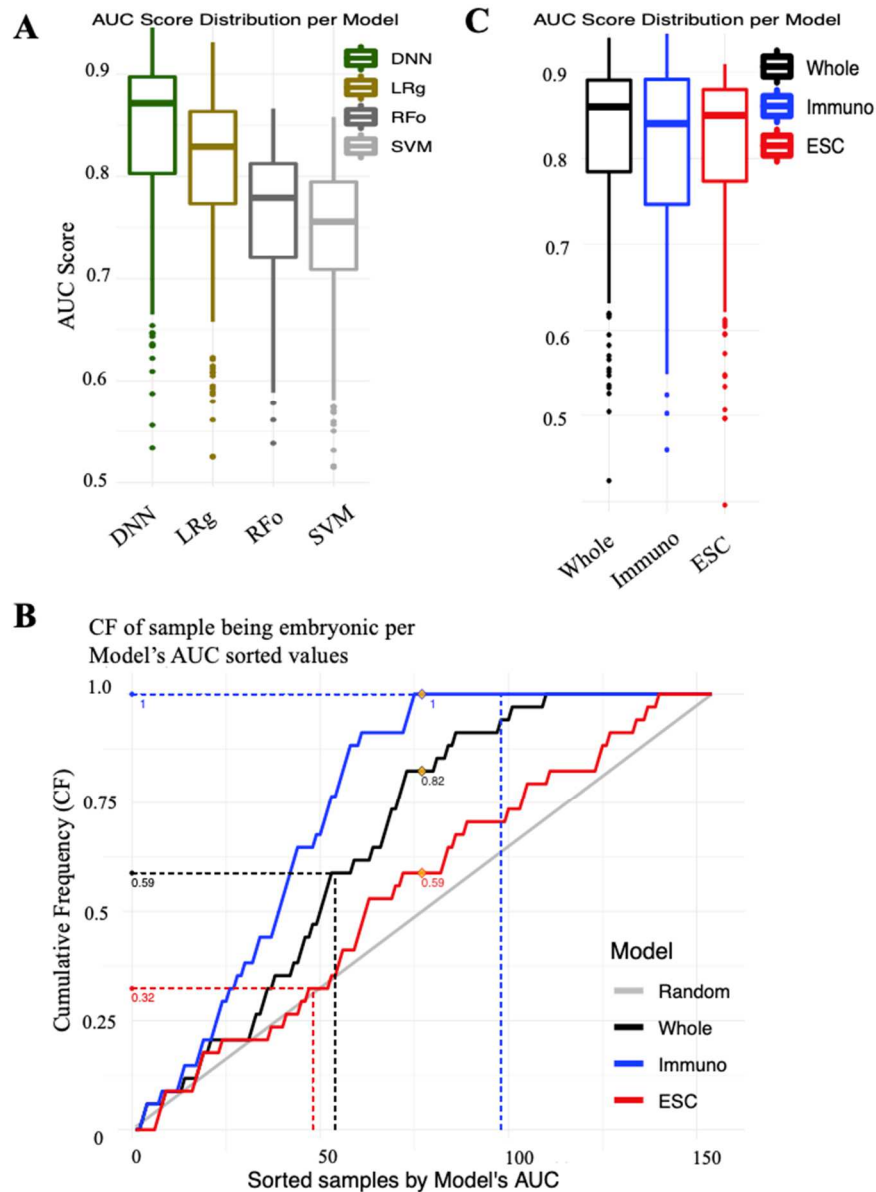 A
AUC Score Distribution per Model
DNN
LRg
RFo
SVM
AUC Score
0.9
0.8
0.7
0.6
0.5
DNN
LRg
RFo
SVM
C
AUC Score Distribution per Model
Whole
Immuno
ESC
0.9
0.8
0.7
0.6
0.5
Whole
Immuno
ESC
B
CF of sample being embryonic per
Model's AUC sorted values
Cumulative Frequency (CF)
1.0
0.75
0.5
0.25
0
1
1
0.82
0.59
0.59
0.32
Model
Random
Whole
Immuno
ESC
0
50
100
150
Sorted samples by Model's AUC